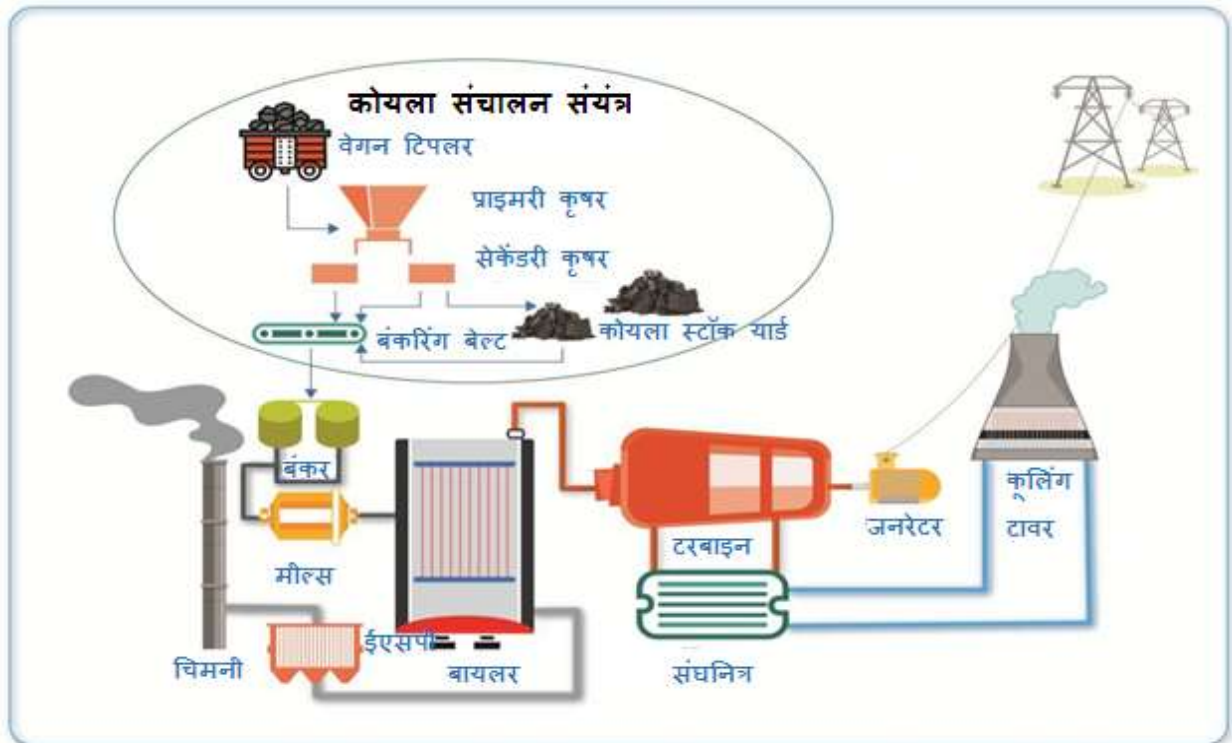 कोयला संचालन संयंत्र
वेगन टिपलर
प्राइमरी कृषर
सेकेंडरी कृषर
कोयला स्टॉक यार्ड
बंकरिंग बेल्ट
बंकर
मील्स
टरबाइन
जनरेटर
कूलिंग
टावर
ईएसपी
चिमनी
बायलर
संघनित्र